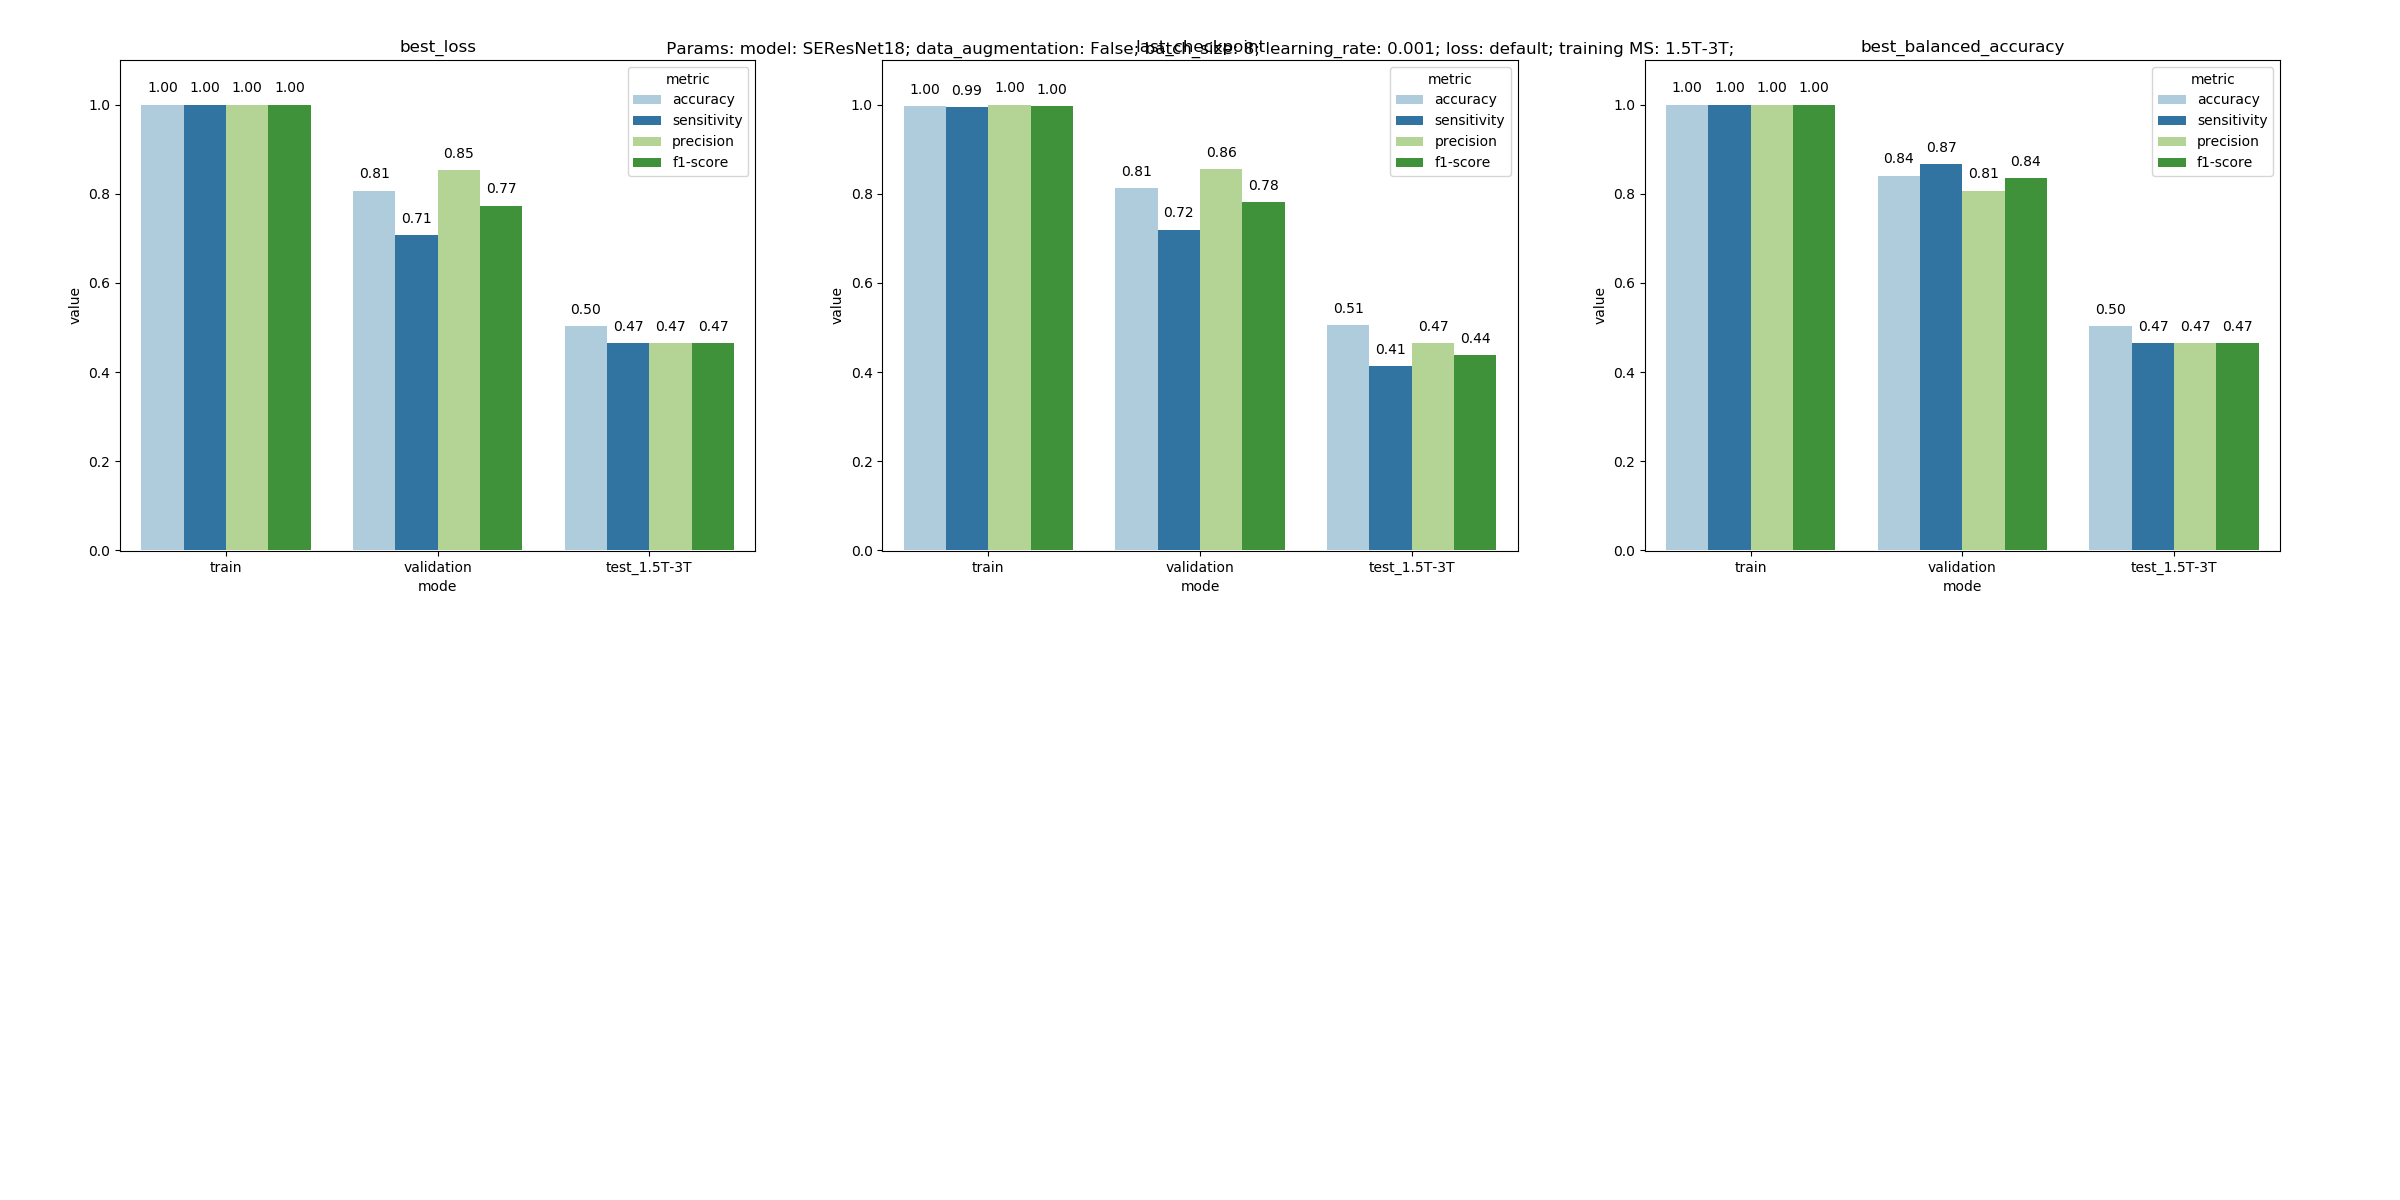 Params: model: SEResNet18; data_augmentation: False; batch_size: 8; learning_rate: 0.001; loss: default; training MS: 1.5T-3T;
best_loss
metric
accuracy
sensitivity
precision
f1-score
1.00 1.00 1.00 1.00
0.81 0.71 0.85 0.77
0.50 0.47 0.47 0.47
1.0
0.8
0.6
0.4
0.2
0.0
value
train validation test_1.5T-3T
mode
last_checkpoint
metric
accuracy
sensitivity
precision
f1-score
1.00 0.99 1.00 1.00
0.81 0.72 0.86 0.78
0.51 0.41 0.47 0.44
1.0
0.8
0.6
0.4
0.2
0.0
value
train validation test_1.5T-3T
mode
best_balanced_accuracy
metric
accuracy
sensitivity
precision
f1-score
1.00 1.00 1.00 1.00
0.84 0.87 0.81 0.84
0.50 0.47 0.47 0.47
1.0
0.8
0.6
0.4
0.2
0.0
value
train validation test_1.5T-3T
mode